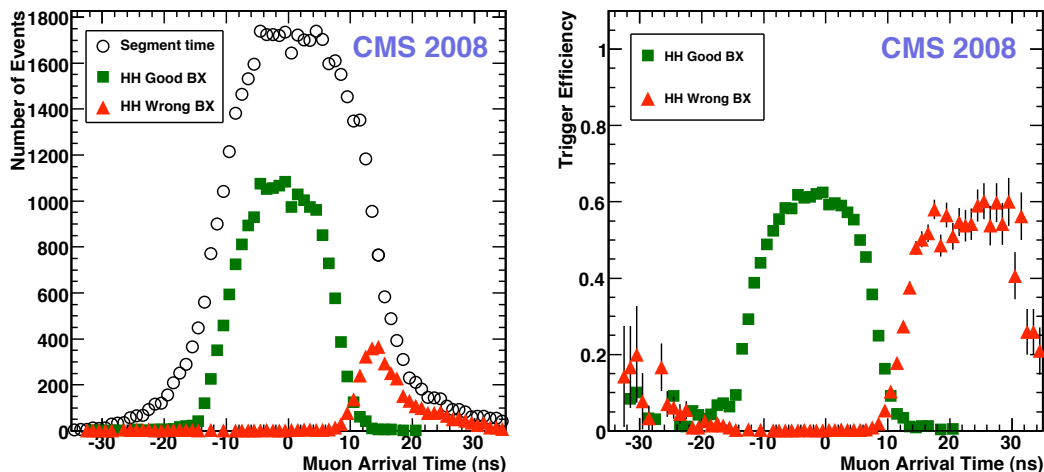 Number of Events
1800
1600
1400
1200
1000
800
600
400
200
0
Segment time
HH Good BX
HH Wrong BX
CMS 2008
-30 -20 -10 0 10 20 30
Muon Arrival Time (ns)
Trigger Efficiency
1
0.8
0.6
0.4
0.2
0
HH Good BX
HH Wrong BX
CMS 2008
-30 -20 -10 0 10 20 30
Muon Arrival Time (ns)